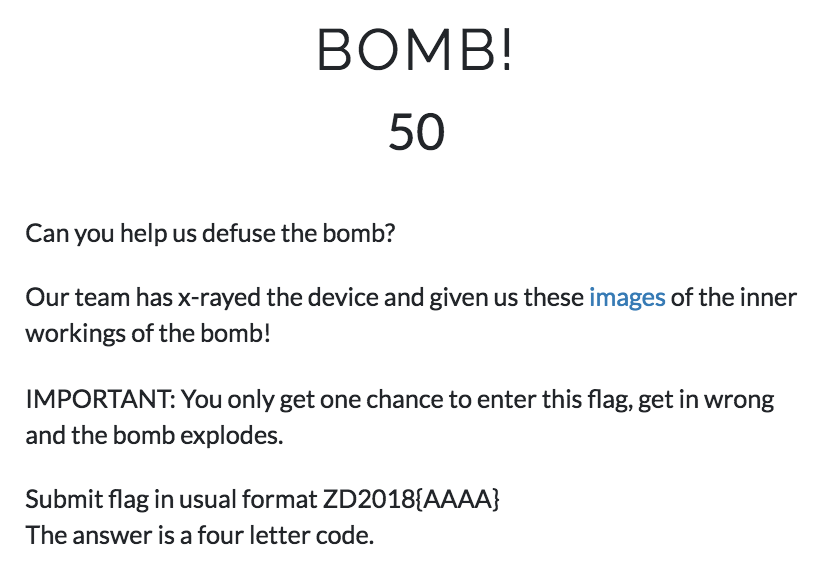 BOMB!
50
Can you help us defuse the bomb?
Our team has x-rayed the device and given us these images of the inner
workings of the bomb!
IMPORTANT: You only get one chance to enter this flag, get in wrong
and the bomb explodes.
Submit flag in usual format ZD2018{AAAA}
The answer is a four letter code.